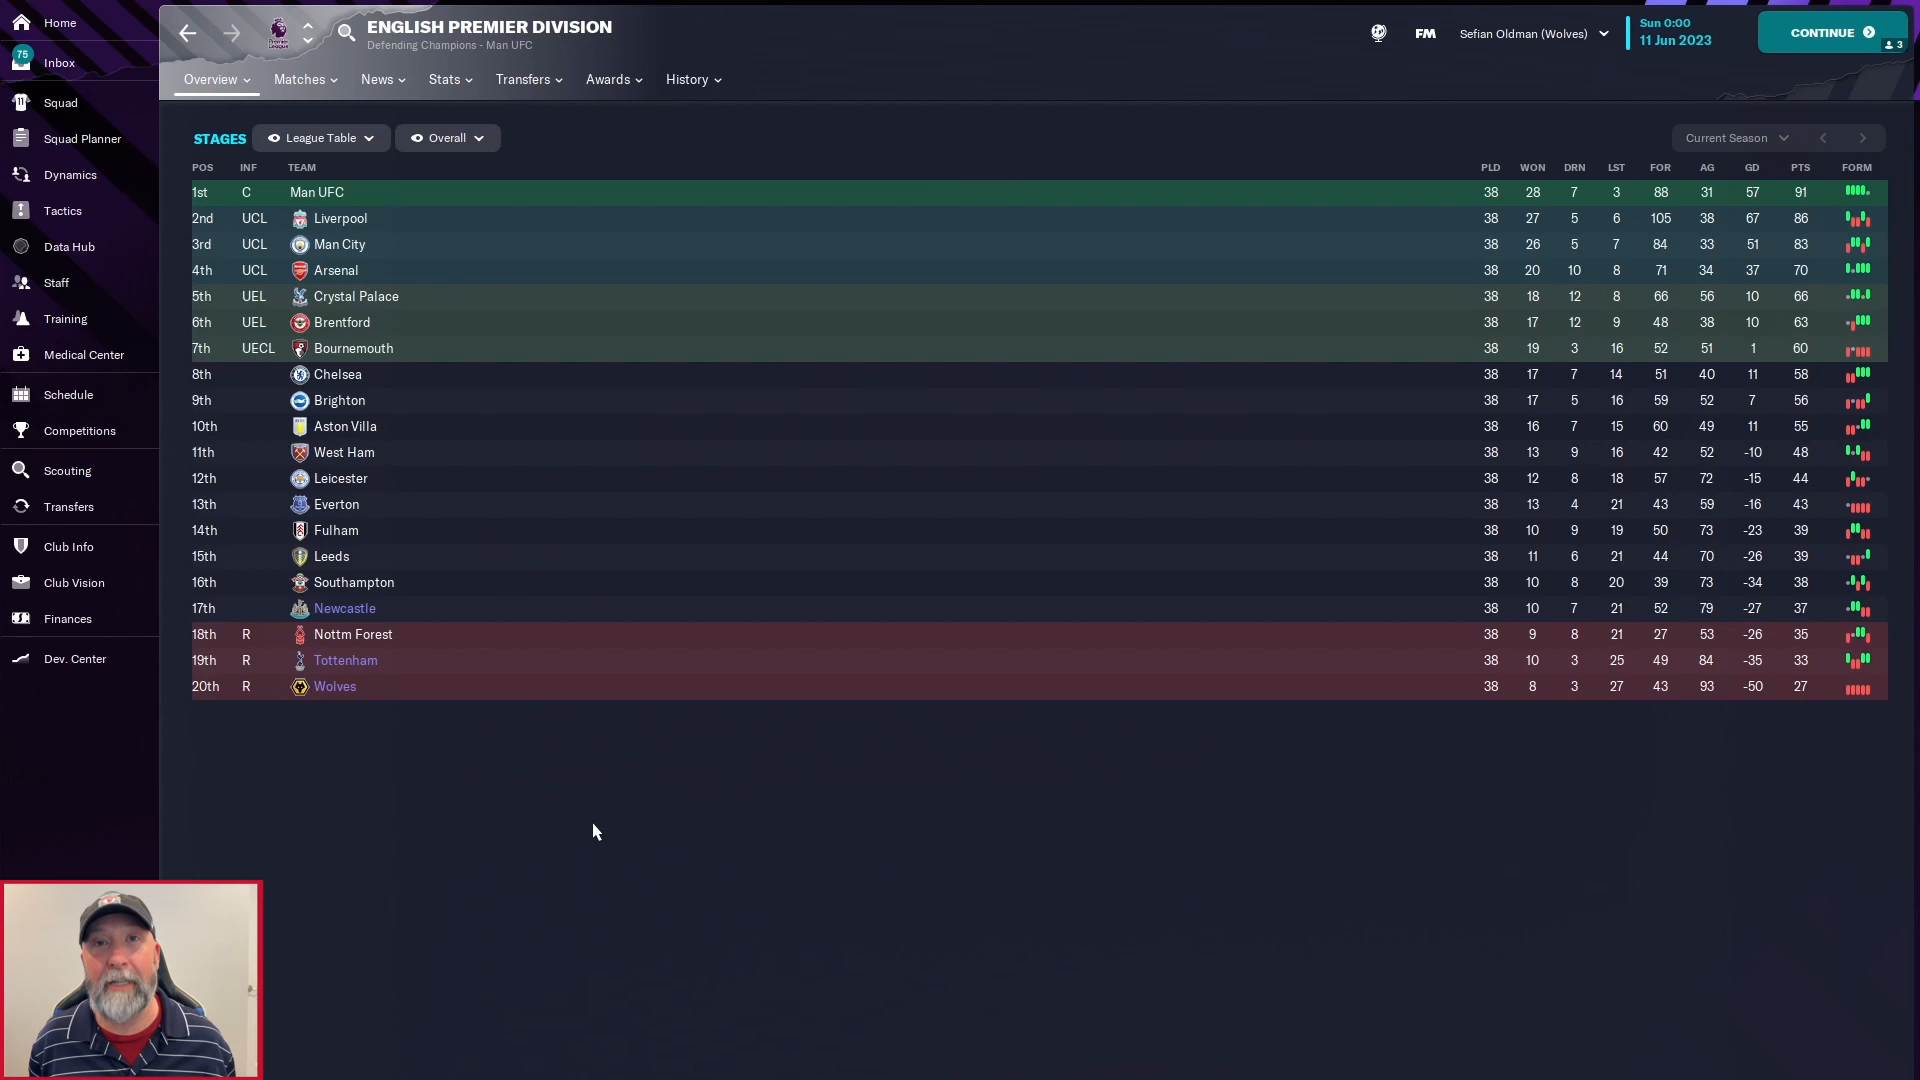 Home
75
Inbox
Squad
Squad Planner
Dynamics
Tactics
Data Hub
Staff
Training
Medical Center
Schedule
Competitions
Scouting
Transfers
Club Info
Club Vision
Finances
Dev. Center
Premier League
ENGLISH PREMIER DIVISION
Defending Champions - Man UFC
FM
Sefian Oldman (Wolves)
Sun 0:00
11 Jun 2023
CONTINUE
3
Overview Matches News Stats Transfers Awards History
STAGES League Table Overall Current Season
POS INF TEAM PLD WON DRN LST FOR AG GD PTS FORM
1st C Man UFC 38 28 7 3 88 31 57 91
2nd UCL Liverpool 38 27 5 6 105 38 67 86
3rd UCL Man City 38 26 5 7 84 33 51 83
4th UCL Arsenal 38 20 10 8 71 34 37 70
5th UEL Crystal Palace 38 18 12 8 66 56 10 66
6th UEL Brentford 38 17 12 9 48 38 10 63
7th UECL Bournemouth 38 19 3 16 52 51 1 60
8th Chelsea 38 17 7 14 51 40 11 58
9th Brighton 38 17 5 16 59 52 7 56
10th Aston Villa 38 16 7 15 60 49 11 55
11th West Ham 38 13 9 16 42 52 -10 48
12th Leicester 38 12 8 18 57 72 -15 44
13th Everton 38 13 4 21 43 59 -16 43
14th Fulham 38 10 9 19 50 73 -23 39
15th Leeds 38 11 6 21 44 70 -26 39
16th Southampton 38 10 8 20 39 73 -34 38
17th Newcastle 38 10 7 21 52 79 -27 37
18th R Nottm Forest 38 9 8 21 27 53 -26 35
19th R Tottenham 38 10 3 25 49 84 -35 33
20th R Wolves 38 8 3 27 43 93 -50 27